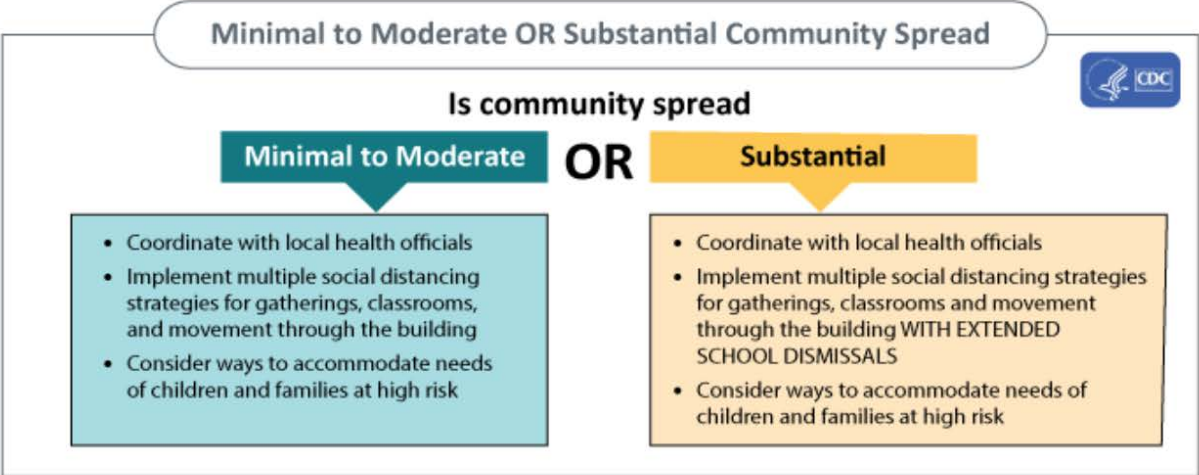 Minimal to Moderate OR Substantial Community Spread
CDC
Is community spread
Minimal to Moderate
OR
Substantial
• Coordinate with local health officials
• Implement multiple social distancing
strategies for gatherings, classrooms,
and movement through the building
• Consider ways to accommodate needs
of children and families at high risk
• Coordinate with local health officials
• Implement multiple social distancing strategies
for gatherings, classrooms and movement
through the building WITH EXTENDED
SCHOOL DISMISSALS
• Consider ways to accommodate needs of
children and families at high risk